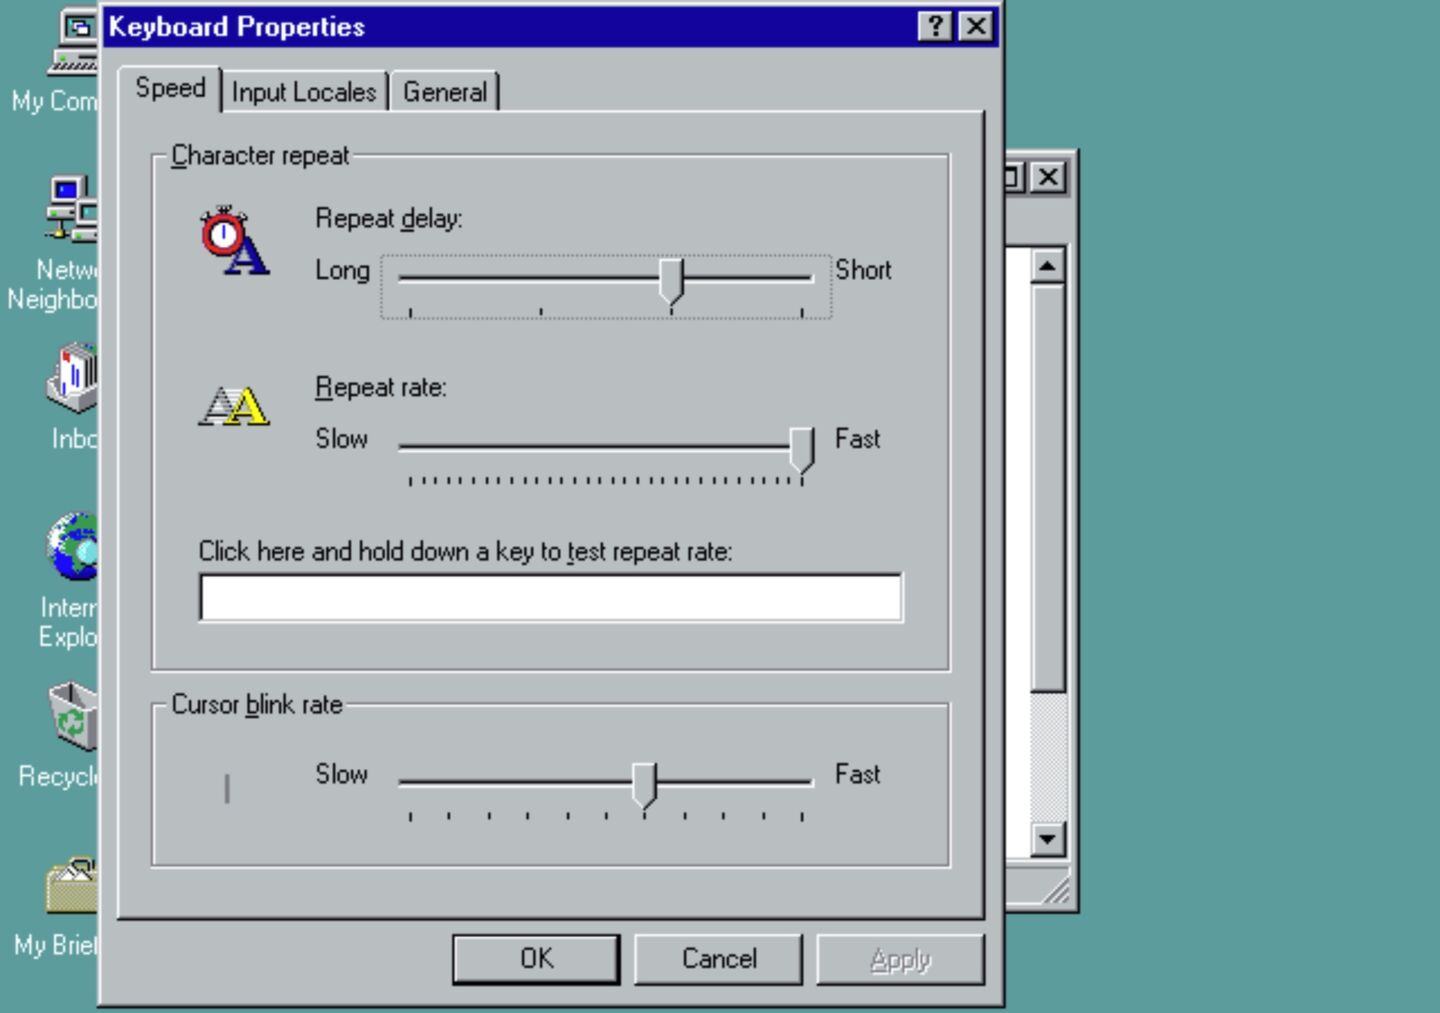 Keyboard Properties
Speed
Input Locales
General
Character repeat
Repeat delay:
Long
Short
Repeat rate:
Slow
Fast
Click here and hold down a key to test repeat rate:
Cursor blink rate
Slow
Fast
OK
Cancel
Apply
My Com
Netw
Neighbo
Inbo
Intern
Explo
Recycl
My Brief